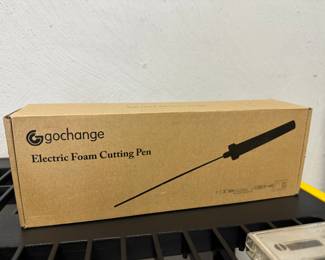 gochange
Electric Foam Cutting Pen